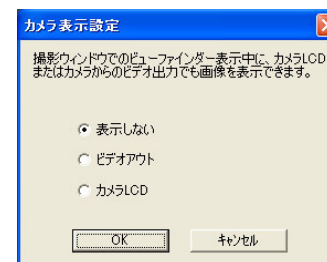 カメラ表示設定
撮影ウィンドウでのビューファインダー表示中に、カメラLCD
またはカメラからのビデオ出力でも画像を表示できます。
表示しない
ビデオアウト
カメラLCD
OK
キャンセル